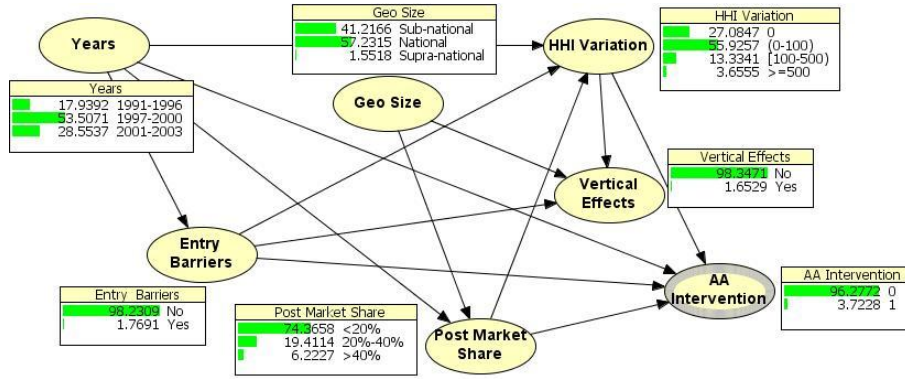 Geo Size
41.2166 Sub-national
57.2315 National
1.5518 Supra-national
HHI Variation
27.0847 0
55.9257 (0-100)
13.3341 [100-500)
3.6555 >=500
Years
HHI Variation
Geo Size
Years
17.9392 1991-1996
53.5071 1997-2000
28.5537 2001-2003
Vertical Effects
98.3471 No
1.6529 Yes
Vertical
Effects
Entry
Barriers
AA
Intervention
AA Intervention
96.2772 0
3.7228 1
Entry Barriers
98.2309 No
1.7691 Yes
Post Market Share
74.3658 <20%
19.4114 20%-40%
6.2227 >40%
Post Market
Share